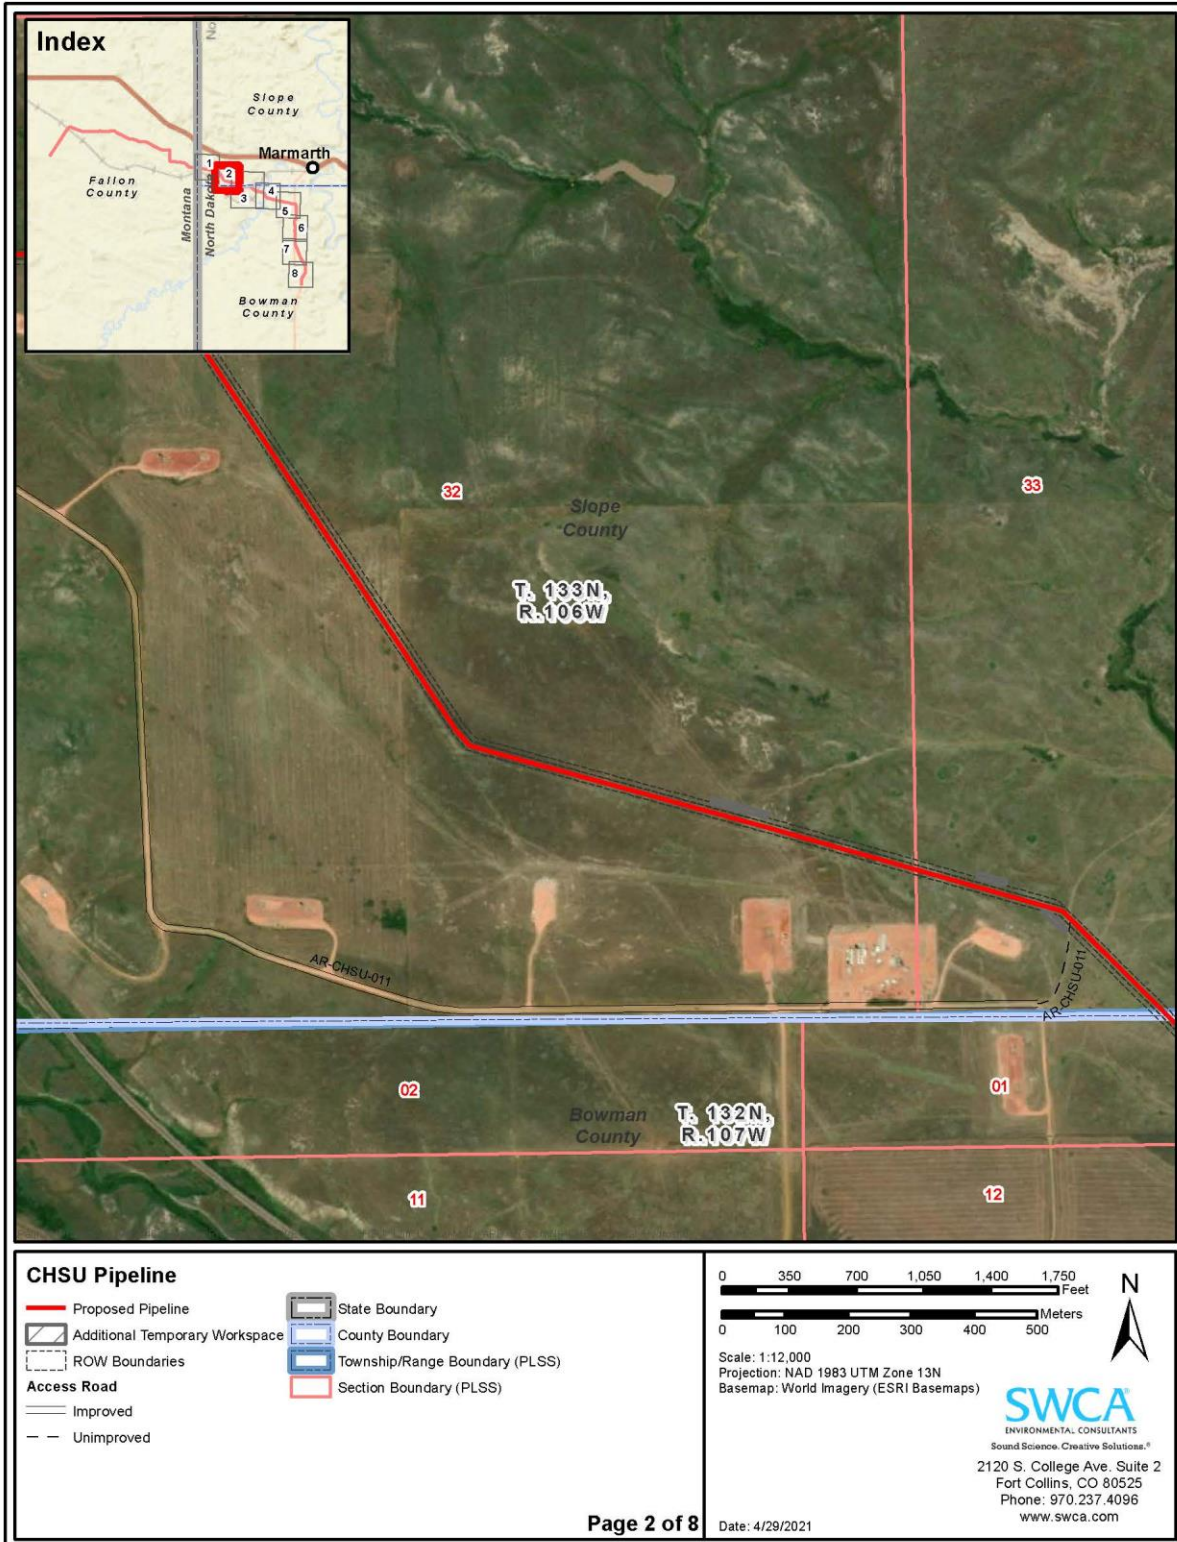 Index
No
Slope
County
Marmarth
Fallon
County
Montana
North Dakota
1
2
3
4
5
6
7
8
Bowman
County
32
33
Slope
County
T. 133N,
R.106W
AR-CHSU-011
AR-CHSU-011
02
01
Bowman
County
T. 132N,
R.107W
11
12
CHSU Pipeline
Proposed Pipeline
Additional Temporary Workspace
ROW Boundaries
Access Road
Improved
Unimproved
State Boundary
County Boundary
Township/Range Boundary (PLSS)
Section Boundary (PLSS)
Page 2 of 8
0 350 700 1,050 1,400 1,750
Feet
Meters
0 100 200 300 400 500
N
Scale: 1:12,000
Projection: NAD 1983 UTM Zone 13N
Basemap: World Imagery (ESRI Basemaps)
SWCA®
ENVIRONMENTAL CONSULTANTS
Sound Science. Creative Solutions.®
2120 S. College Ave. Suite 2
Fort Collins, CO 80525
Phone: 970.237.4096
www.swca.com
Date: 4/29/2021